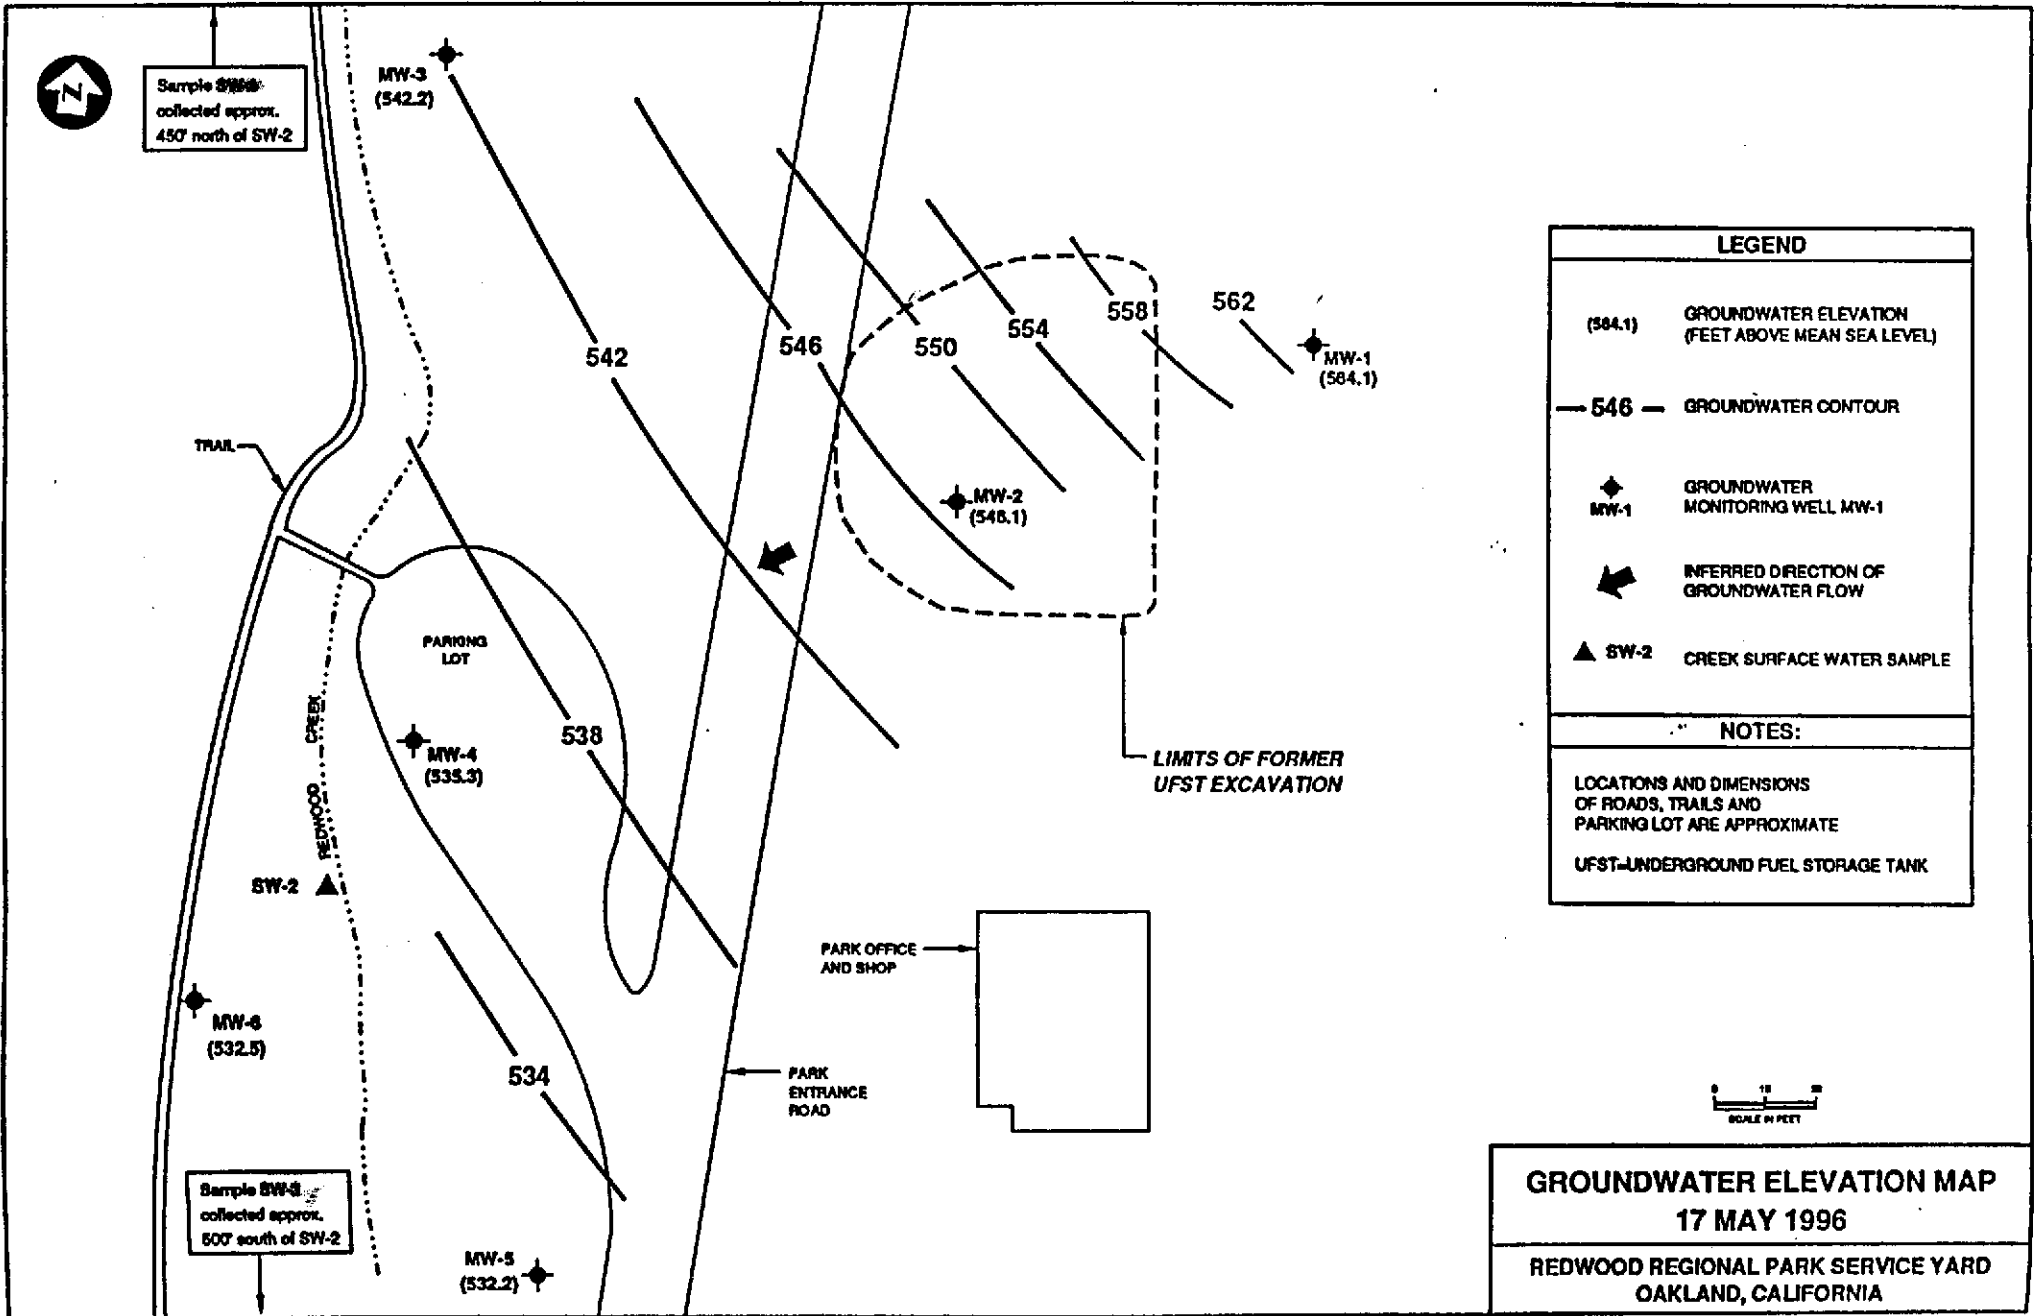 N
Sample
collected approx.
450' north of SW-2
MW-3
(542.2)
542
546
550
554
558
562
MW-1
(564.1)
MW-2
TRAIL
PARKING
LOT
REDWOOD CREEK
538
MW-4
(535.3)
SW-2
MW-6
(532.5)
534
Sample
collected approx.
500' south of SW-2
MW-5
(532.2)
LIMITS OF FORMER
UFST EXCAVATION
PARK OFFICE
AND SHOP
PARK
ENTRANCE
ROAD
LEGEND
(564.1) GROUNDWATER ELEVATION
(FEET ABOVE MEAN SEA LEVEL)
546 GROUNDWATER CONTOUR
MW-1 GROUNDWATER
MONITORING WELL MW-1
INFERRED DIRECTION OF
GROUNDWATER FLOW
SW-2 CREEK SURFACE WATER SAMPLE
NOTES:
LOCATIONS AND DIMENSIONS
OF ROADS, TRAILS AND
PARKING LOT ARE APPROXIMATE
UFST=UNDERGROUND FUEL STORAGE TANK
SCALE IN FEET
GROUNDWATER ELEVATION MAP
17 MAY 1996
REDWOOD REGIONAL PARK SERVICE YARD
OAKLAND, CALIFORNIA